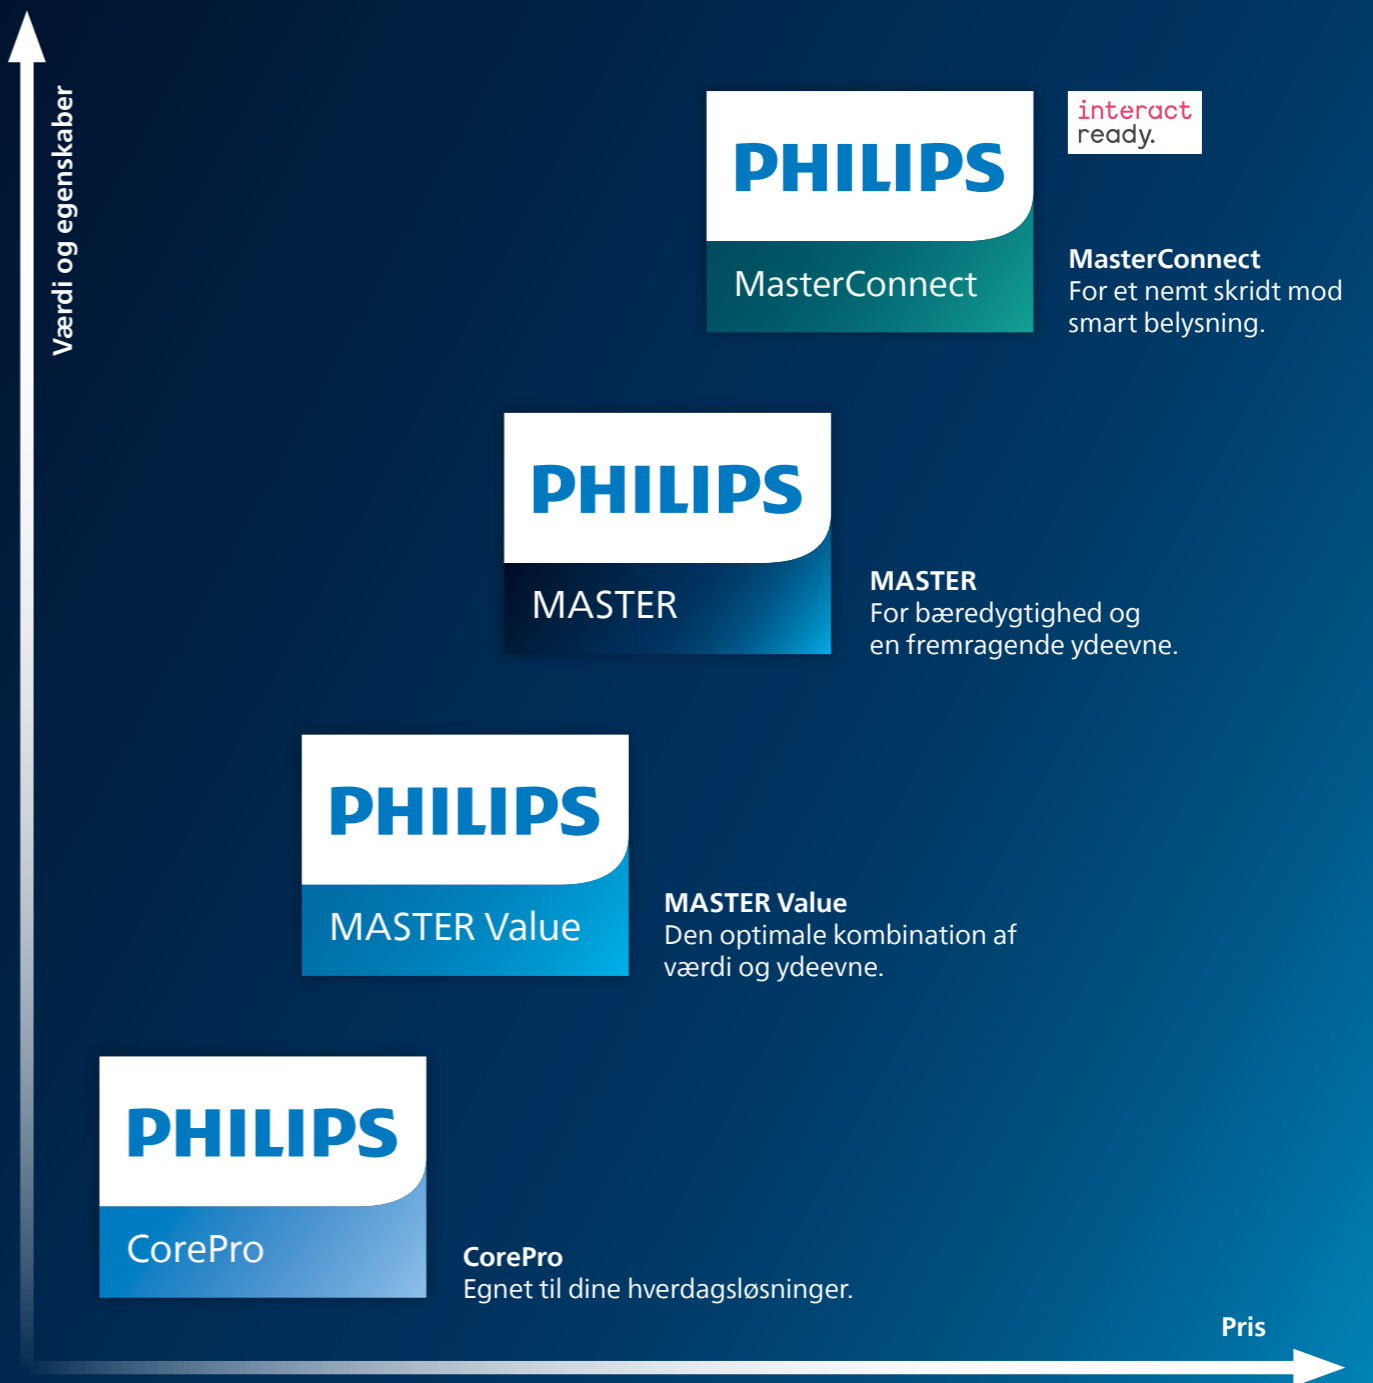 Værdi og egenskaber
PHILIPS
MasterConnect
interact
ready.
MasterConnect
For et nemt skridt mod
smart belysning.
PHILIPS
MASTER
MASTER
For bæredygtighed og
en fremragende ydeevne.
PHILIPS
MASTER Value
MASTER Value
Den optimale kombination af
værdi og ydeevne.
PHILIPS
CorePro
CorePro
Egnet til dine hverdagsløsninger.
Pris